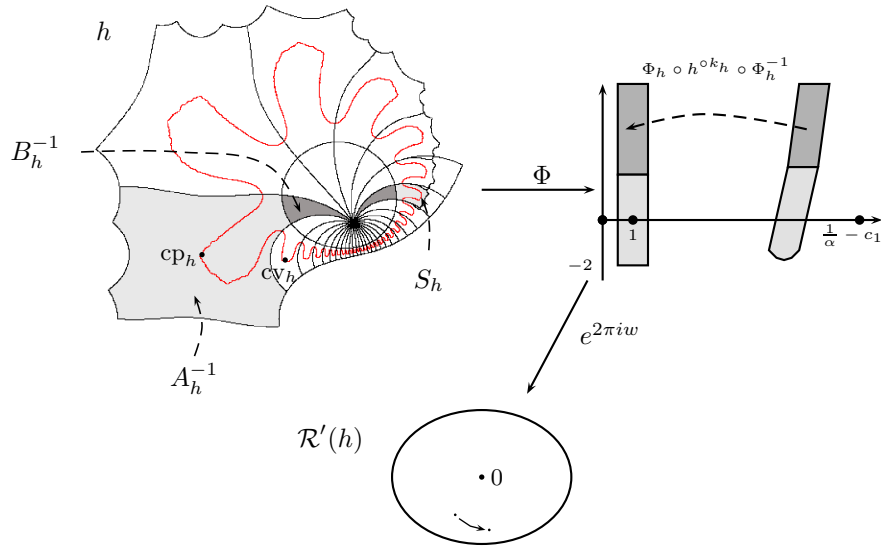 h
Φ_h ∘ h^{∘k_h} ∘ Φ_h^{-1}
B_h^{-1}
Φ
cp_h
cv_h
S_h
1
1/α − c_1
−2
A_h^{-1}
e^{2πiw}
R′(h)
0